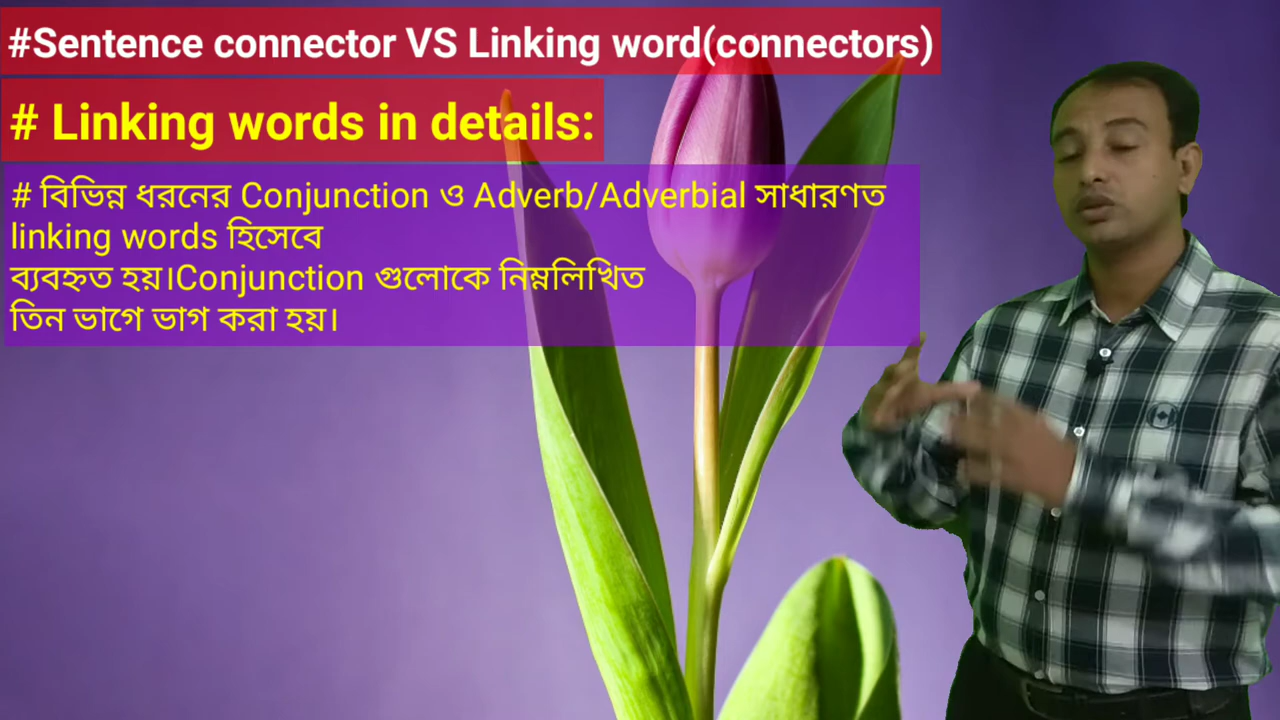 #Sentence connector VS Linking word(connectors)
# Linking words in details:
# বিভিন্ন ধরনের Conjunction ও Adverb/Adverbial সাধারণত
linking words হিসেবে
ব্যবহৃত হয়।Conjunction গুলোকে নিম্নলিখিত
তিন ভাগে ভাগ করা হয়।